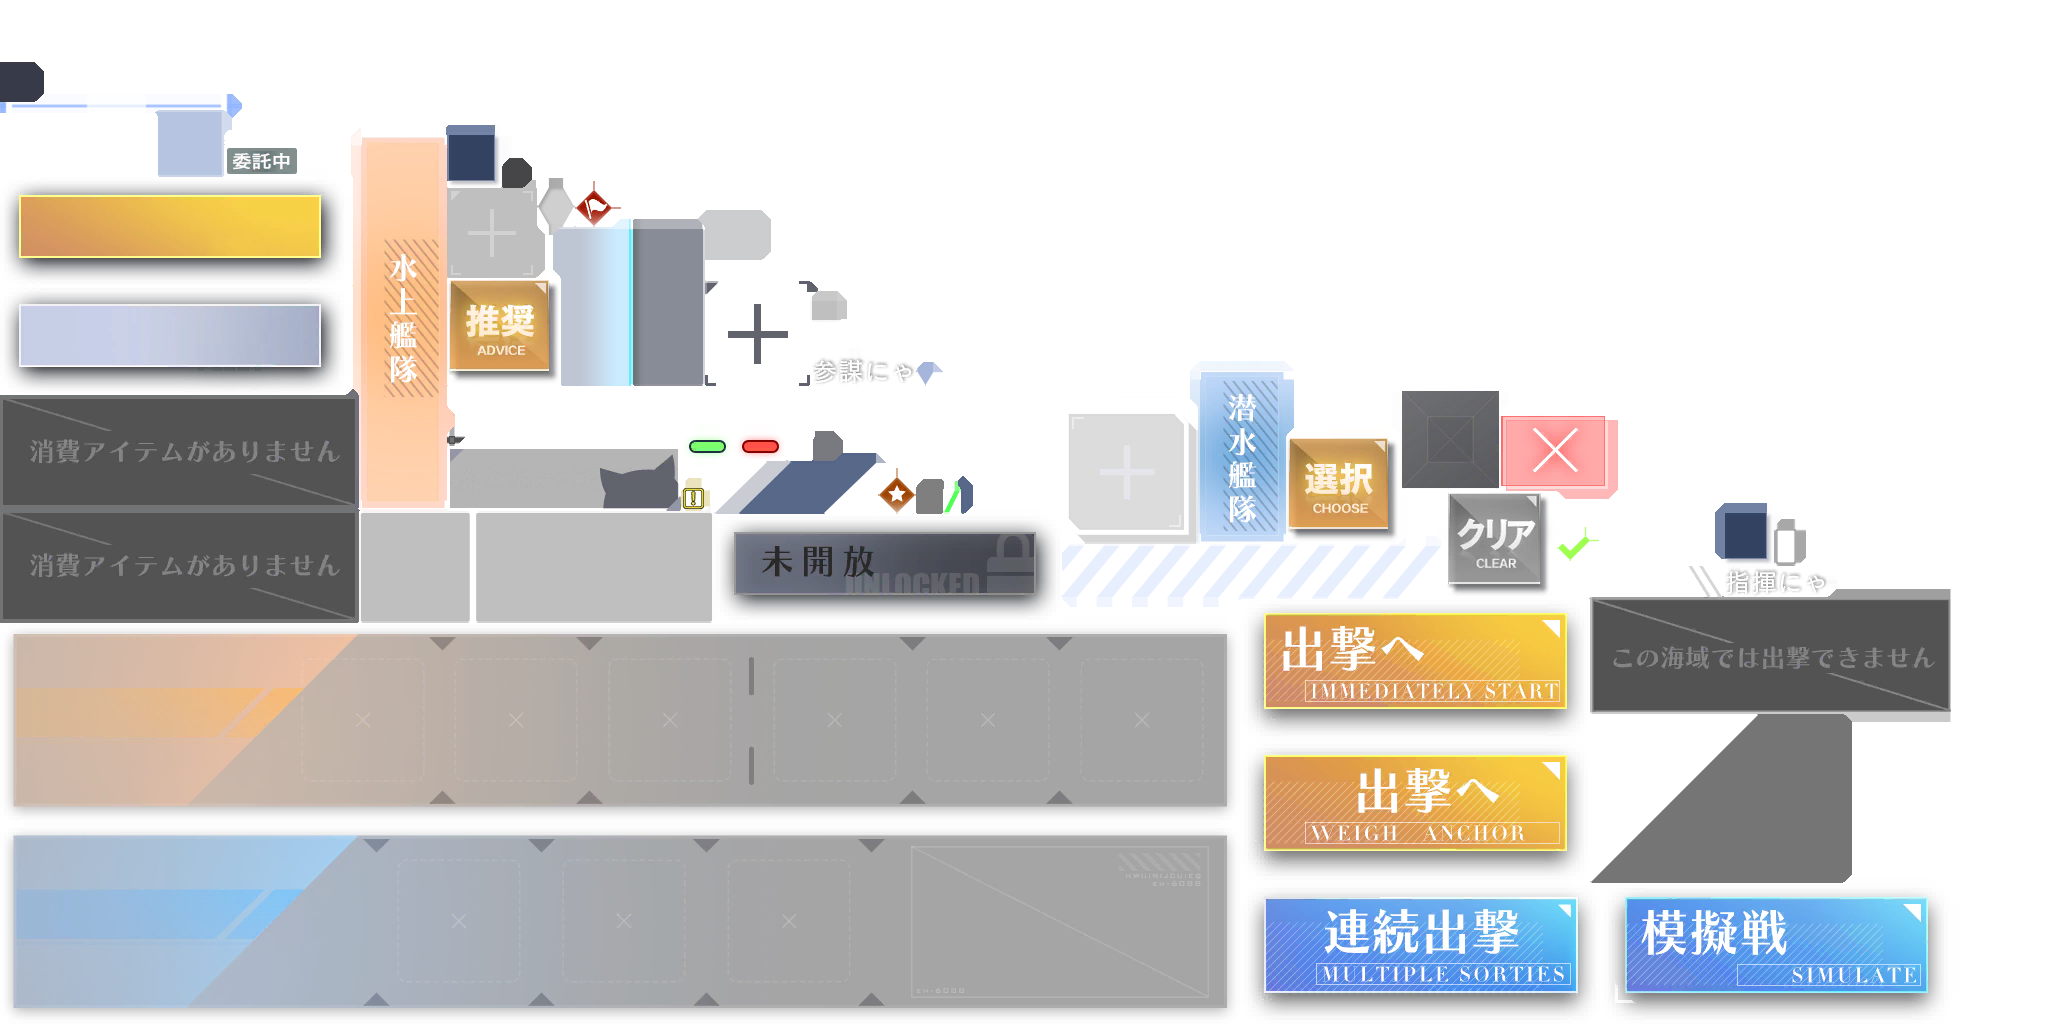 委託中
水上艦隊
推奨
ADVICE
参謀にゃ
消費アイテムがありません
消費アイテムがありません
未開放
UNLOCKED
潜水艦隊
選択
CHOOSE
クリア
CLEAR
指揮にゃ
この海域では出撃できません
出撃へ
IMMEDIATELY START
出撃へ
WEIGH ANCHOR
連続出撃
MULTIPLE SORTIES
模擬戦
SIMULATE